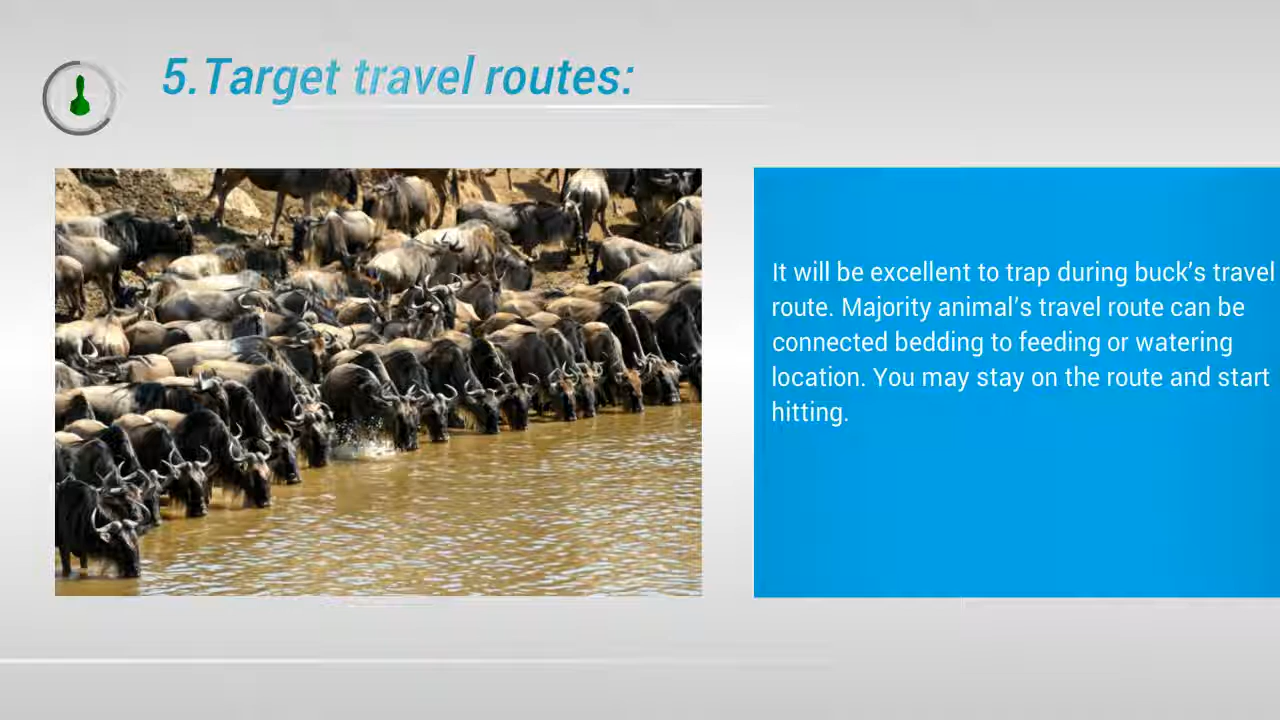 5.Target travel routes:
It will be excellent to trap during buck’s travel
route. Majority animal’s travel route can be
connected bedding to feeding or watering
location. You may stay on the route and start
hitting.